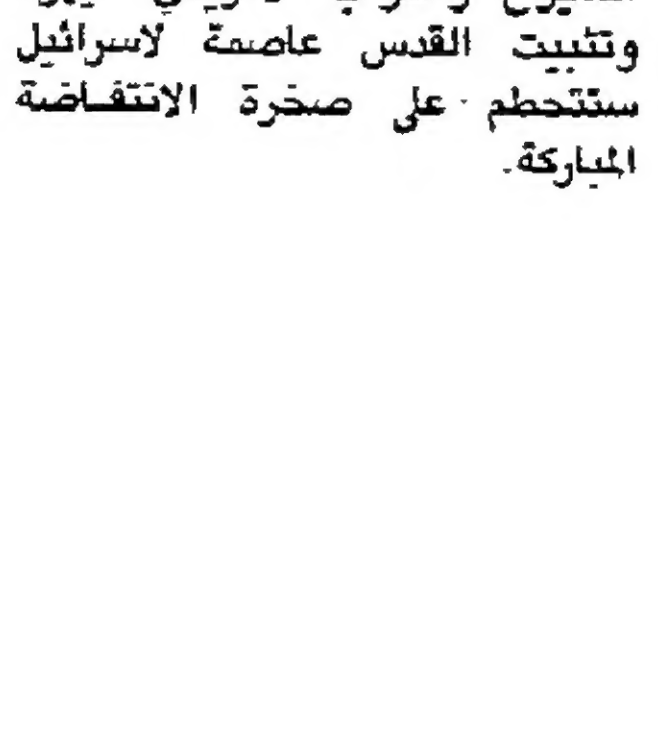 وتثبيت القدس عاصمة لاسرائيل
ستتحطم على صخرة الانتفاضة
المباركة.